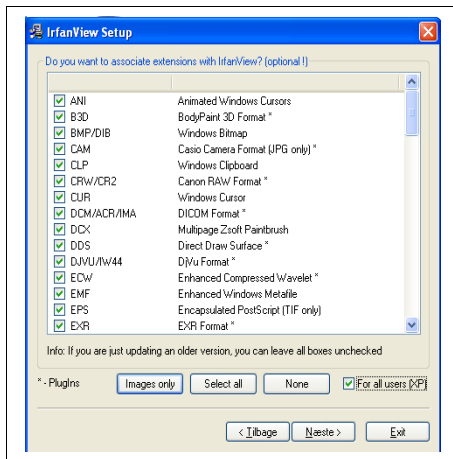 IrfanView Setup
Do you want to associate extensions with IrfanView? (optional !)
ANI Animated Windows Cursors
B3D BodyPaint 3D Format *
BMP/DIB Windows Bitmap
CAM Casio Camera Format (JPG only) *
CLP Windows Clipboard
CRW/CR2 Canon RAW Format *
CUR Windows Cursor
DCM/ACR/IMA DICOM Format *
DCX Multipage Zsoft Paintbrush
DDS Direct Draw Surface *
DJVU/IW44 DjVu Format *
ECW Enhanced Compressed Wavelet *
EMF Enhanced Windows Metafile
EPS Encapsulated PostScript (TIF only)
EXR EXR Format *
Info: If you are just updating an older version, you can leave all boxes unchecked
* - PlugIns Images only Select all None For all users (XP)
< Tilbage Næste > Exit